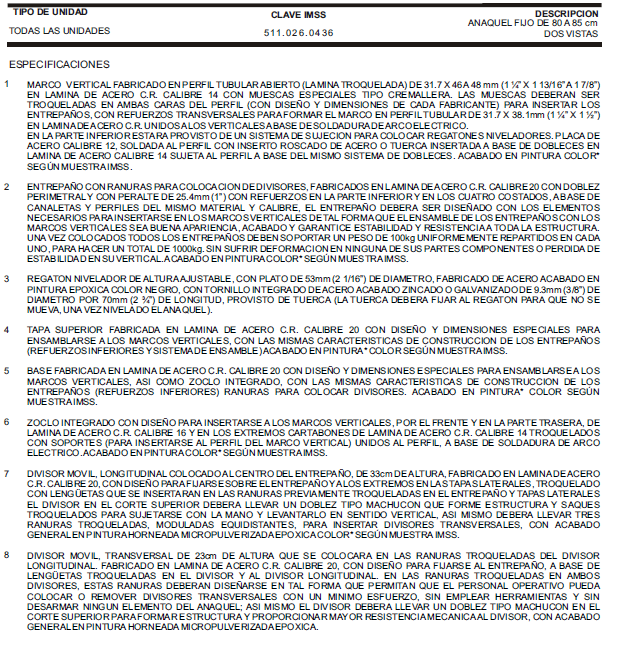 TIPO DE UNIDAD CLAVE IMSS DESCRIPCION
TODAS LAS UNIDADES 511.026.0436 ANAQUEL FIJO DE 80 A 85 cm
DOS VISTAS
ESPECIFICACIONES
1 MARCO VERTICAL FABRICADO EN PERFIL TUBULAR ABIERTO (LAMINA TROQUELADA) DE 31.7 X 46 A 48 mm (1 ¼" X 1 13/16" A 1 7/8")
EN LAMINA DE ACERO C.R. CALIBRE 14 CON MUESCAS ESPECIALES TIPO CREMALLERA. LAS MUESCAS DEBERAN SER
TROQUELADAS EN AMBAS CARAS DEL PERFIL (CON DISEÑO Y DIMENSIONES DE CADA FABRICANTE) PARA INSERTAR LOS
ENTREPAÑOS, CON REFUERZOS TRANSVERSALES PARA FORMAR EL MARCO EN PERFIL TUBULAR DE 31.7 X 38.1mm (1 ¼" X 1 ½")
EN LAMINA DE ACERO C.R. UNIDOS A LOS VERTICALES A BASE DE SOLDADURA DE ARCO ELECTRICO.
EN LA PARTE INFERIOR ESTARA PROVISTO DE UN SISTEMA DE SUJECION PARA COLOCAR REGATONES NIVELADORES. PLACA DE
ACERO CALIBRE 12, SOLDADA AL PERFIL CON INSERTO ROSCADO DE ACERO O TUERCA INSERTADA A BASE DE DOBLECES EN
LAMINA DE ACERO CALIBRE 14 SUJETA AL PERFIL A BASE DEL MISMO SISTEMA DE DOBLECES. ACABADO EN PINTURA COLOR*
SEGÚN MUESTRA IMSS.
2 ENTREPAÑO CON RANURAS PARA COLOCACION DE DIVISORES, FABRICADOS EN LAMINA DE ACERO C.R. CALIBRE 20 CON DOBLEZ
PERIMETRAL Y CON PERALTE DE 25.4mm (1") CON REFUERZOS EN LA PARTE INFERIOR Y EN LOS CUATRO COSTADOS, A BASE DE
CANALETAS Y PERFILES DEL MISMO MATERIAL Y CALIBRE, EL ENTREPAÑO DEBERA SER DISEÑADO CON LOS ELEMENTOS
NECESARIOS PARA INSERTARSE EN LOS MARCOS VERTICALES DE TAL FORMA QUE EL ENSAMBLE DE LOS ENTREPAÑOS CON LOS
MARCOS VERTICALES SEA BUENA APARIENCIA, ACABADO Y GARANTICE ESTABILIDAD Y RESISTENCIA A TODA LA ESTRUCTURA.
UNA VEZ COLOCADOS TODOS LOS ENTREPAÑOS DEBEN SOPORTAR UN PESO DE 100kg UNIFORMEMENTE REPARTIDOS EN CADA
UNO, PARA HACER UN TOTAL DE 1000kg. SIN SUFRIR DEFORMACION NINGUNA DE SUS PARTES COMPONENTES O PERDIDA DE
ESTABILIDAD EN SU VERTICAL. ACABADO EN PINTURA COLOR* SEGÚN MUESTRA IMSS.
3 REGATON NIVELADOR DE ALTURA AJUSTABLE, CON PLATO DE 53mm (2 1/16") DE DIAMETRO, FABRICADO DE ACERO ACABADO EN
PINTURA EPOXICA COLOR NEGRO, CON TORNILLO INTEGRADO DE ACERO ACABADO ZINCADO O GALVANIZADO DE 9.3mm (3/8") DE
DIAMETRO POR 70mm (2 ¾") DE LONGITUD, PROVISTO DE TUERCA (LA TUERCA DEBERA FIJAR AL REGATON PARA QUE NO SE
MUEVA, UNA VEZ NIVELADO EL ANAQUEL).
4 TAPA SUPERIOR FABRICADA EN LAMINA DE ACERO C.R. CALIBRE 20 CON DISEÑO Y DIMENSIONES ESPECIALES PARA
ENSAMBLARSE A LOS MARCOS VERTICALES, CON LAS MISMAS CARACTERISTICAS DE CONSTRUCCION DE LOS ENTREPAÑOS
(REFUERZOS INFERIORES Y SISTEMA DE ENSAMBLE) ACABADO EN PINTURA* COLOR SEGÚN MUESTRA IMSS.
5 BASE FABRICADA EN LAMINA DE ACERO C.R. CALIBRE 20 CON DISEÑO Y DIMENSIONES ESPECIALES PARA ENSAMBLARSE A LOS
MARCOS VERTICALES, ASI COMO ZOCLO INTEGRADO, CON LAS MISMAS CARACTERISTICAS DE CONSTRUCCION DE LOS
ENTREPAÑOS (REFUERZOS INFERIORES) RANURAS PARA COLOCAR DIVISORES. ACABADO EN PINTURA* COLOR SEGÚN
MUESTRA IMSS.
6 ZOCLO INTEGRADO CON DISEÑO PARA INSERTARSE A LOS MARCOS VERTICALES, POR EL FRENTE Y EN LA PARTE TRASERA, DE
LAMINA DE ACERO C.R. CALIBRE 16 Y EN LOS EXTREMOS CARTABONES DE LAMINA DE ACERO C.R. CALIBRE 14 TROQUELADOS
CON SOPORTES (PARA INSERTARSE AL PERFIL DEL MARCO VERTICAL) UNIDOS AL PERFIL, A BASE DE SOLDADURA DE ARCO
ELECTRICO. ACABADO EN PINTURA COLOR* SEGÚN MUESTRA IMSS.
7 DIVISOR MOVIL, LONGITUDINAL COLOCADO AL CENTRO DEL ENTREPAÑO, DE 33cm DE ALTURA, FABRICADO EN LAMINA DE ACERO
C.R. CALIBRE 20, CON DISEÑO PARA FIJARSE SOBRE EL ENTREPAÑO Y A LOS EXTREMOS EN LAS TAPAS LATERALES, TROQUELADO
CON LENGÜETAS QUE SE INSERTARAN EN LAS RANURAS PREVIAMENTE TROQUELADAS EN EL ENTREPAÑO Y TAPAS LATERALES
EL DIVISOR EN EL CORTE SUPERIOR DEBERA LLEVAR UN DOBLEZ TIPO MACHUCON QUE FORME ESTRUCTURA Y SAQUES
TROQUELADOS PARA SUJETARSE CON LA MANO Y LEVANTARLO EN SENTIDO VERTICAL, ASI MISMO DEBERA LLEVAR TRES
RANURAS TROQUELADAS, MODULADAS EQUIDISTANTES, PARA INSERTAR DIVISORES TRANSVERSALES, CON ACABADO
GENERAL EN PINTURA HORNEADA MICROPULVERIZADA EPOXICA COLOR* SEGÚN MUESTRA IMSS.
8 DIVISOR MOVIL, TRANSVERSAL DE 23cm DE ALTURA QUE SE COLOCARA EN LAS RANURAS TROQUELADAS DEL DIVISOR
LONGITUDINAL. FABRICADO EN LAMINA DE ACERO C.R. CALIBRE 20, CON DISEÑO PARA FIJARSE AL ENTREPAÑO, A BASE DE
LENGÜETAS TROQUELADAS EN EL DIVISOR Y AL DIVISOR LONGITUDINAL. EN LAS RANURAS TROQUELADAS EN AMBOS
DIVISORES, ESTAS RANURAS DEBERAN DISEÑARSE EN TAL FORMA QUE PERMITAN QUE EL PERSONAL OPERATIVO PUEDA
COLOCAR O REMOVER DIVISORES TRANSVERSALES CON UN MINIMO ESFUERZO, SIN EMPLEAR HERRAMIENTAS Y SIN
DESARMAR NINGUN ELEMENTO DEL ANAQUEL; ASI MISMO EL DIVISOR DEBERA LLEVAR UN DOBLEZ TIPO MACHUCON EN EL
CORTE SUPERIOR PARA FORMAR ESTRUCTURA Y PROPORCIONAR MAYOR RESISTENCIA MECANICA AL DIVISOR, CON ACABADO
GENERAL EN PINTURA HORNEADA MICROPULVERIZADA EPOXICA.